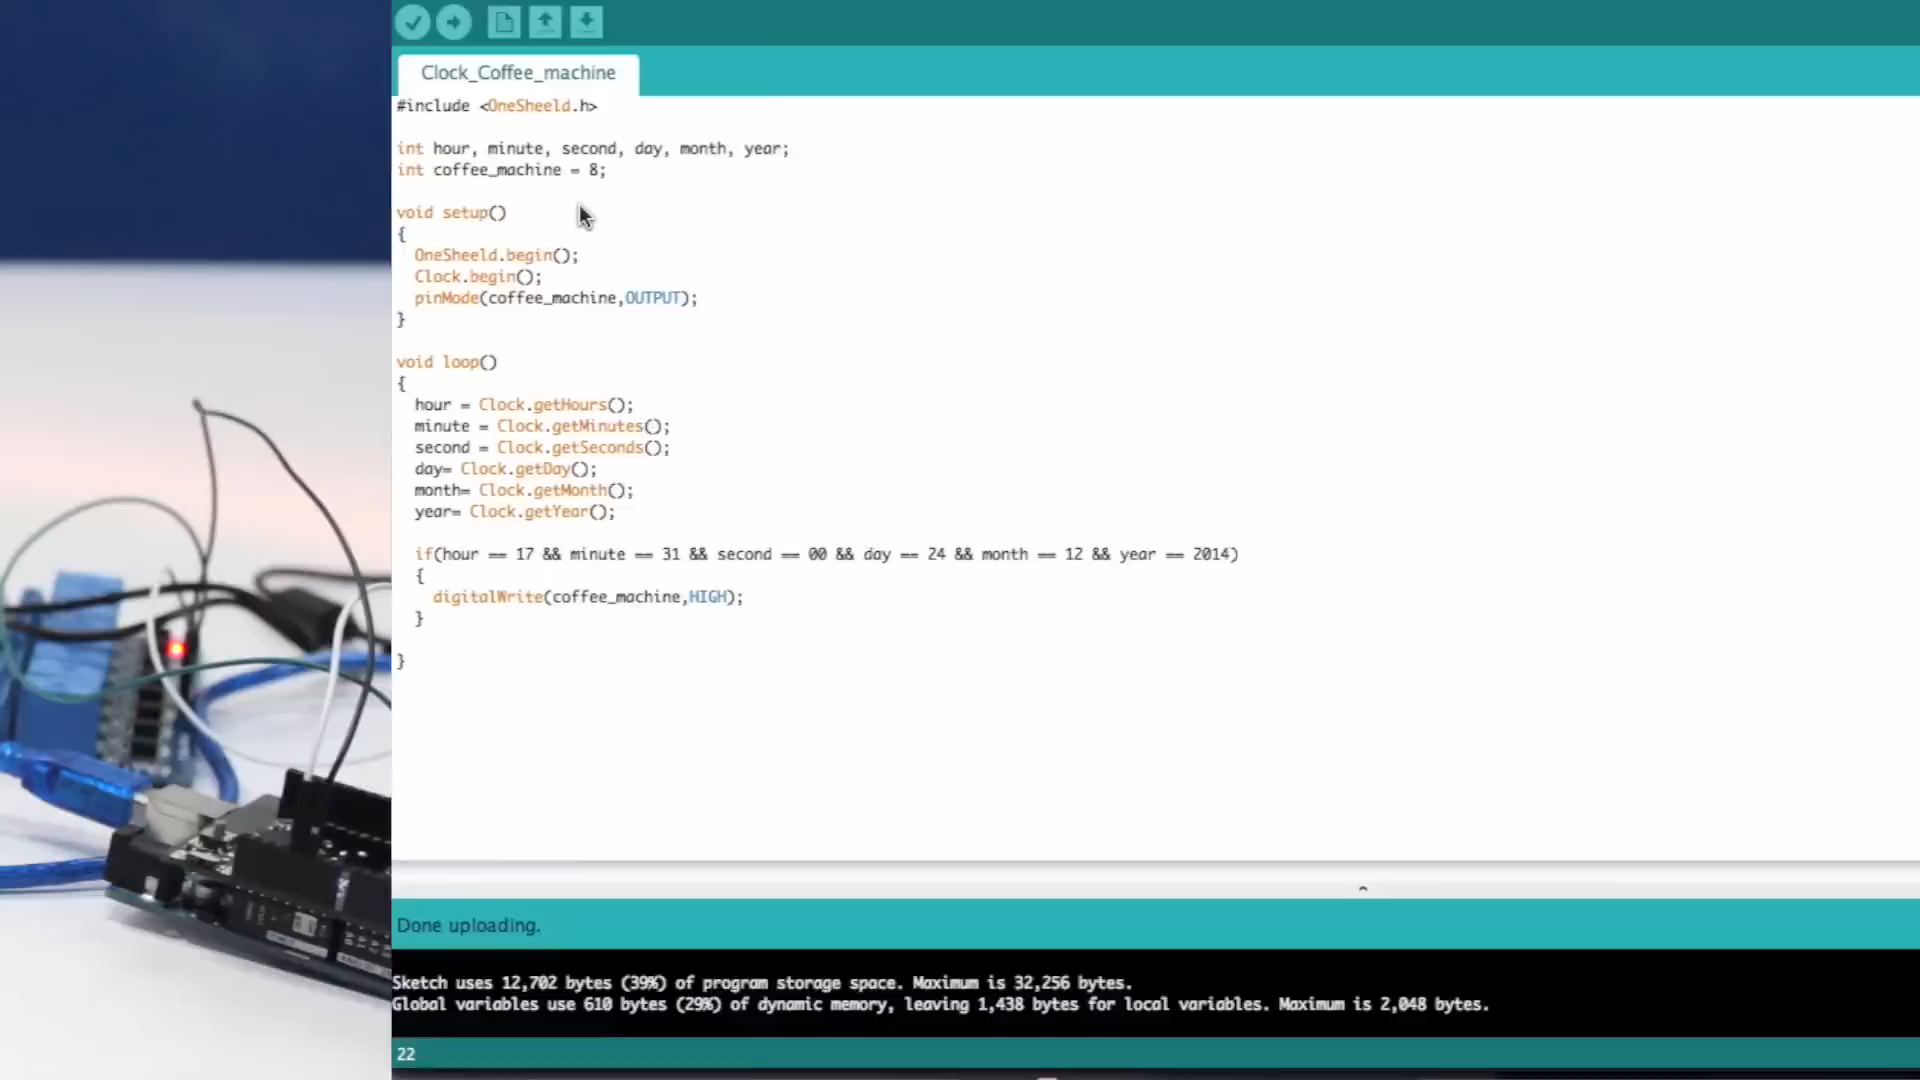 Clock_Coffee_machine
#include <OneSheeld.h>
int hour, minute, second, day, month, year;
int coffee_machine = 8;
void setup()
{
OneSheeld.begin();
Clock.begin();
pinMode(coffee_machine,OUTPUT);
}
void loop()
{
hour = Clock.getHours();
minute = Clock.getMinutes();
second = Clock.getSeconds();
day= Clock.getDay();
month= Clock.getMonth();
year= Clock.getYear();
if(hour == 17 && minute == 31 && second == 00 && day == 24 && month == 12 && year == 2014)
{
digitalWrite(coffee_machine,HIGH);
}
}
Done uploading.
Sketch uses 12,702 bytes (39%) of program storage space. Maximum is 32,256 bytes.
Global variables use 610 bytes (29%) of dynamic memory, leaving 1,438 bytes for local variables. Maximum is 2,048 bytes.
22